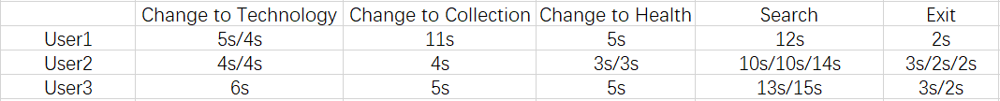 Change to Technology Change to Collection Change to Health Search Exit
User1 5s/4s 11s 5s 12s 2s
User2 4s/4s 4s 3s/3s 10s/10s/14s 3s/2s/2s
User3 6s 5s 5s 13s/15s 3s/2s